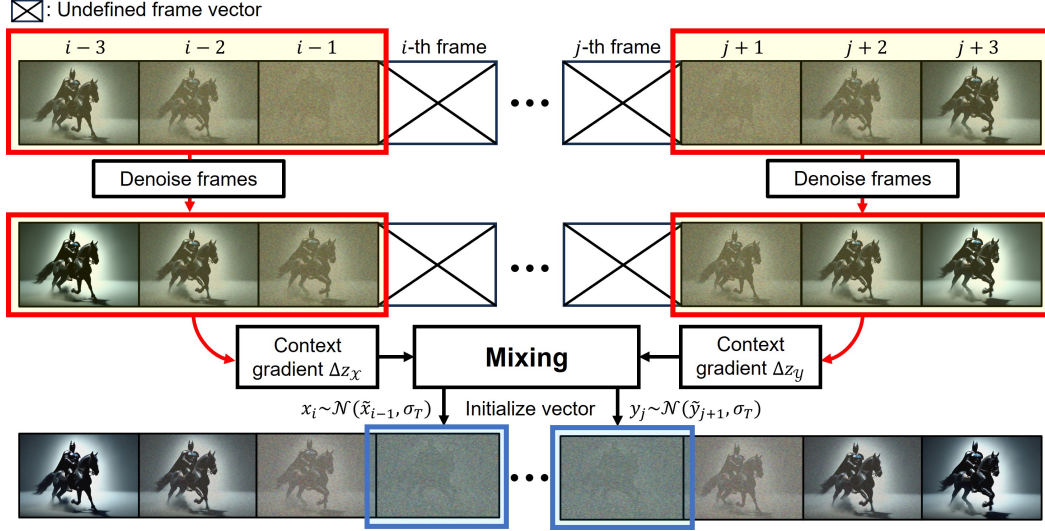 : Undefined frame vector
i − 3
i − 2
i − 1
i-th frame
j-th frame
j + 1
j + 2
j + 3
Denoise frames
Denoise frames
Context
gradient Δz𝒳
Mixing
Context
gradient Δz𝒴
xᵢ~𝒩(x̃ᵢ₋₁, σ_T)
Initialize vector
yⱼ~𝒩(ỹⱼ₊₁, σ_T)